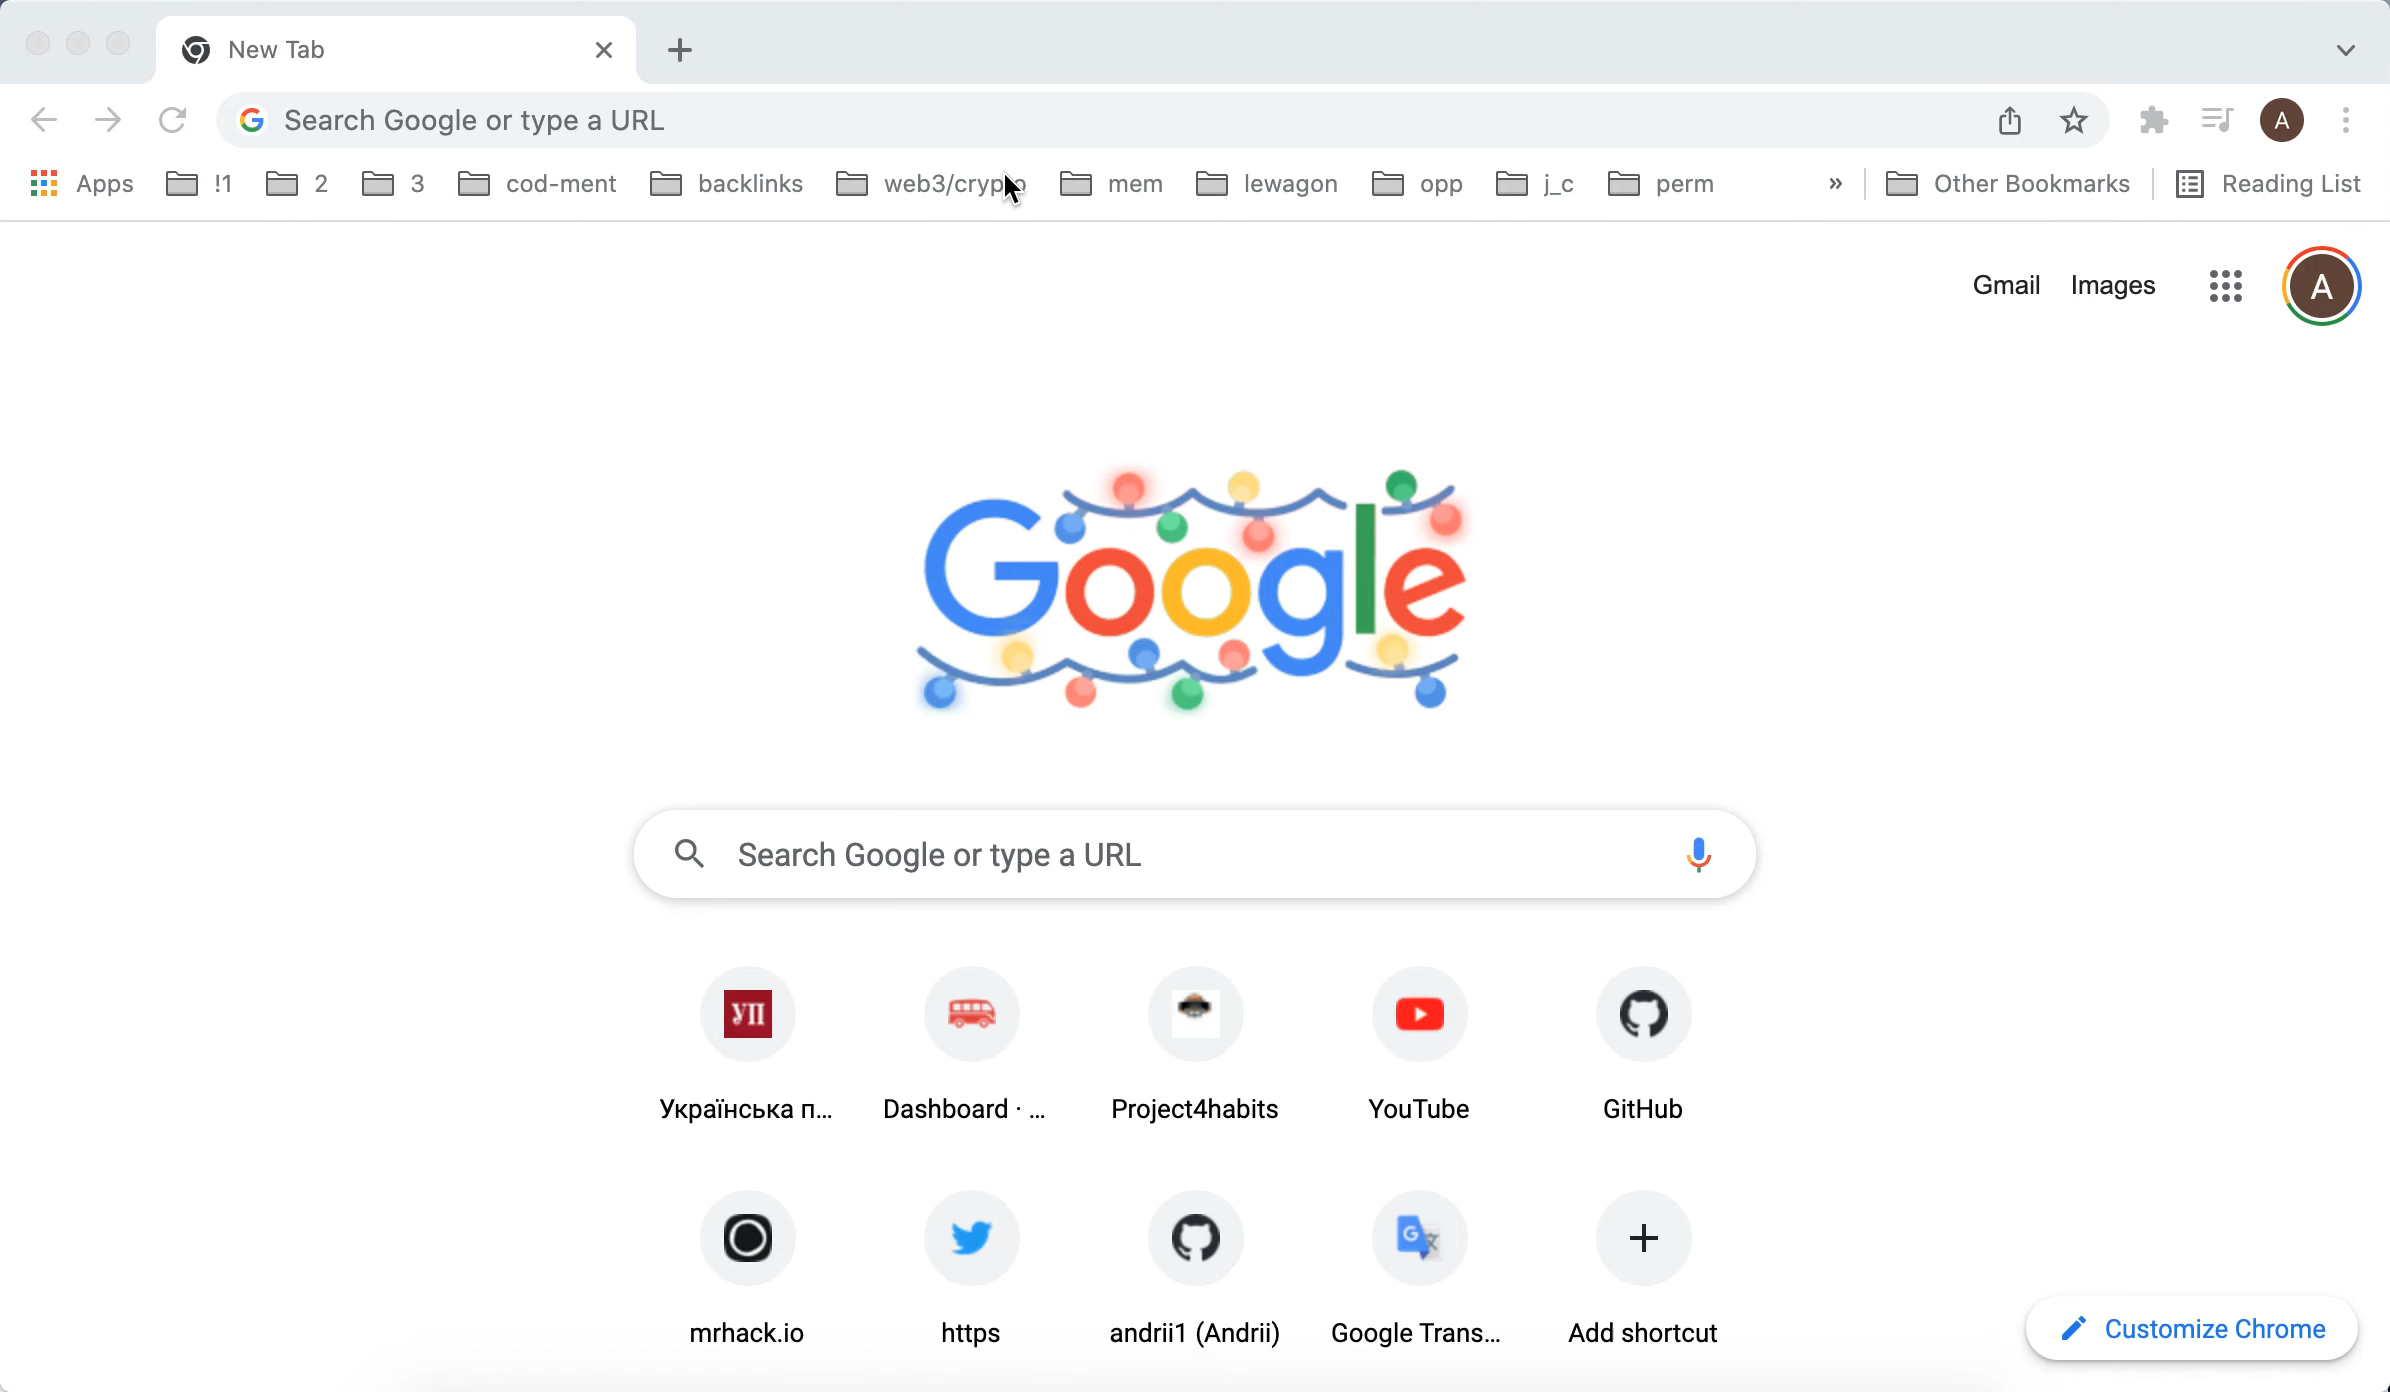 New Tab
Search Google or type a URL
A
Apps !1 2 3 cod-ment backlinks web3/crypto mem lewagon opp j_c perm » Other Bookmarks Reading List
Gmail Images A
Google
Search Google or type a URL
УП
Українська п... Dashboard · ... Project4habits YouTube GitHub
mrhack.io https andrii1 (Andrii) Google Trans... Add shortcut
Customize Chrome